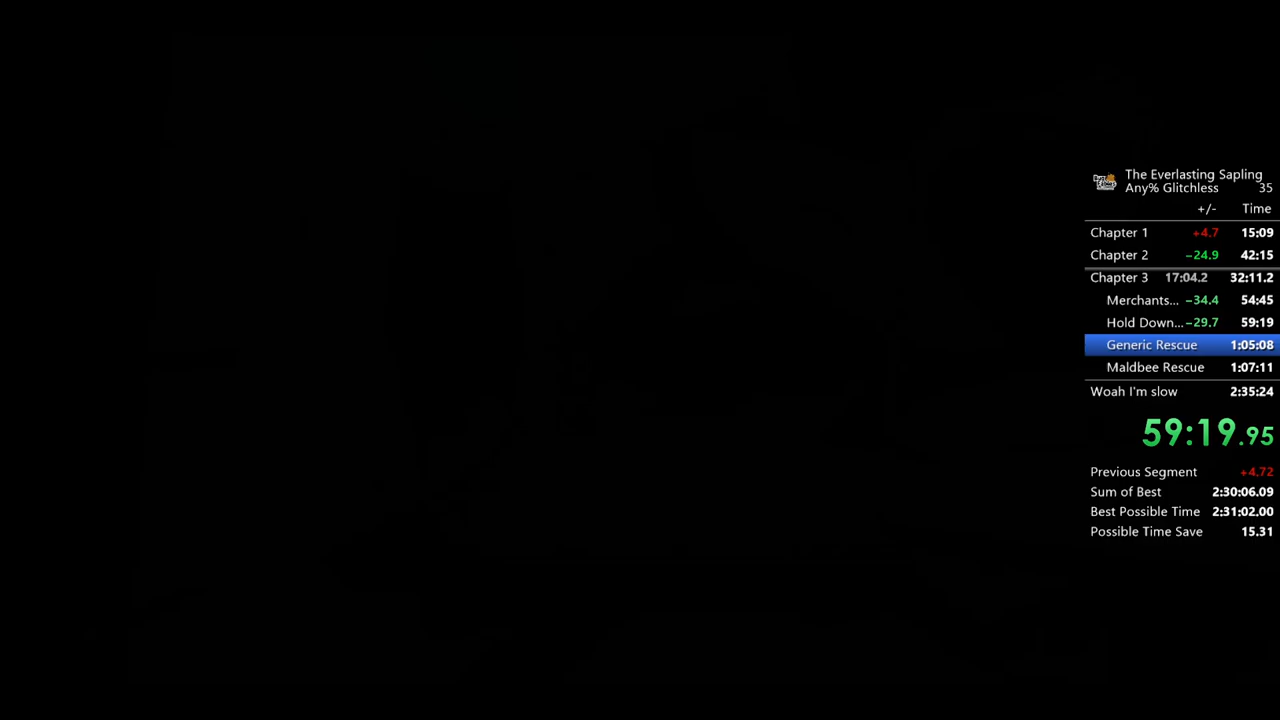 The Everlasting Sapling
Any% Glitchless 35
+/- Time
Chapter 1 +4.7 15:09
Chapter 2 −24.9 42:15
Chapter 3 17:04.2 32:11.2
Merchants... −34.4 54:45
Hold Down... −29.7 59:19
Generic Rescue 1:05:08
Maldbee Rescue 1:07:11
Woah I'm slow 2:35:24
59:19.95
Previous Segment +4.72
Sum of Best 2:30:06.09
Best Possible Time 2:31:02.00
Possible Time Save 15.31